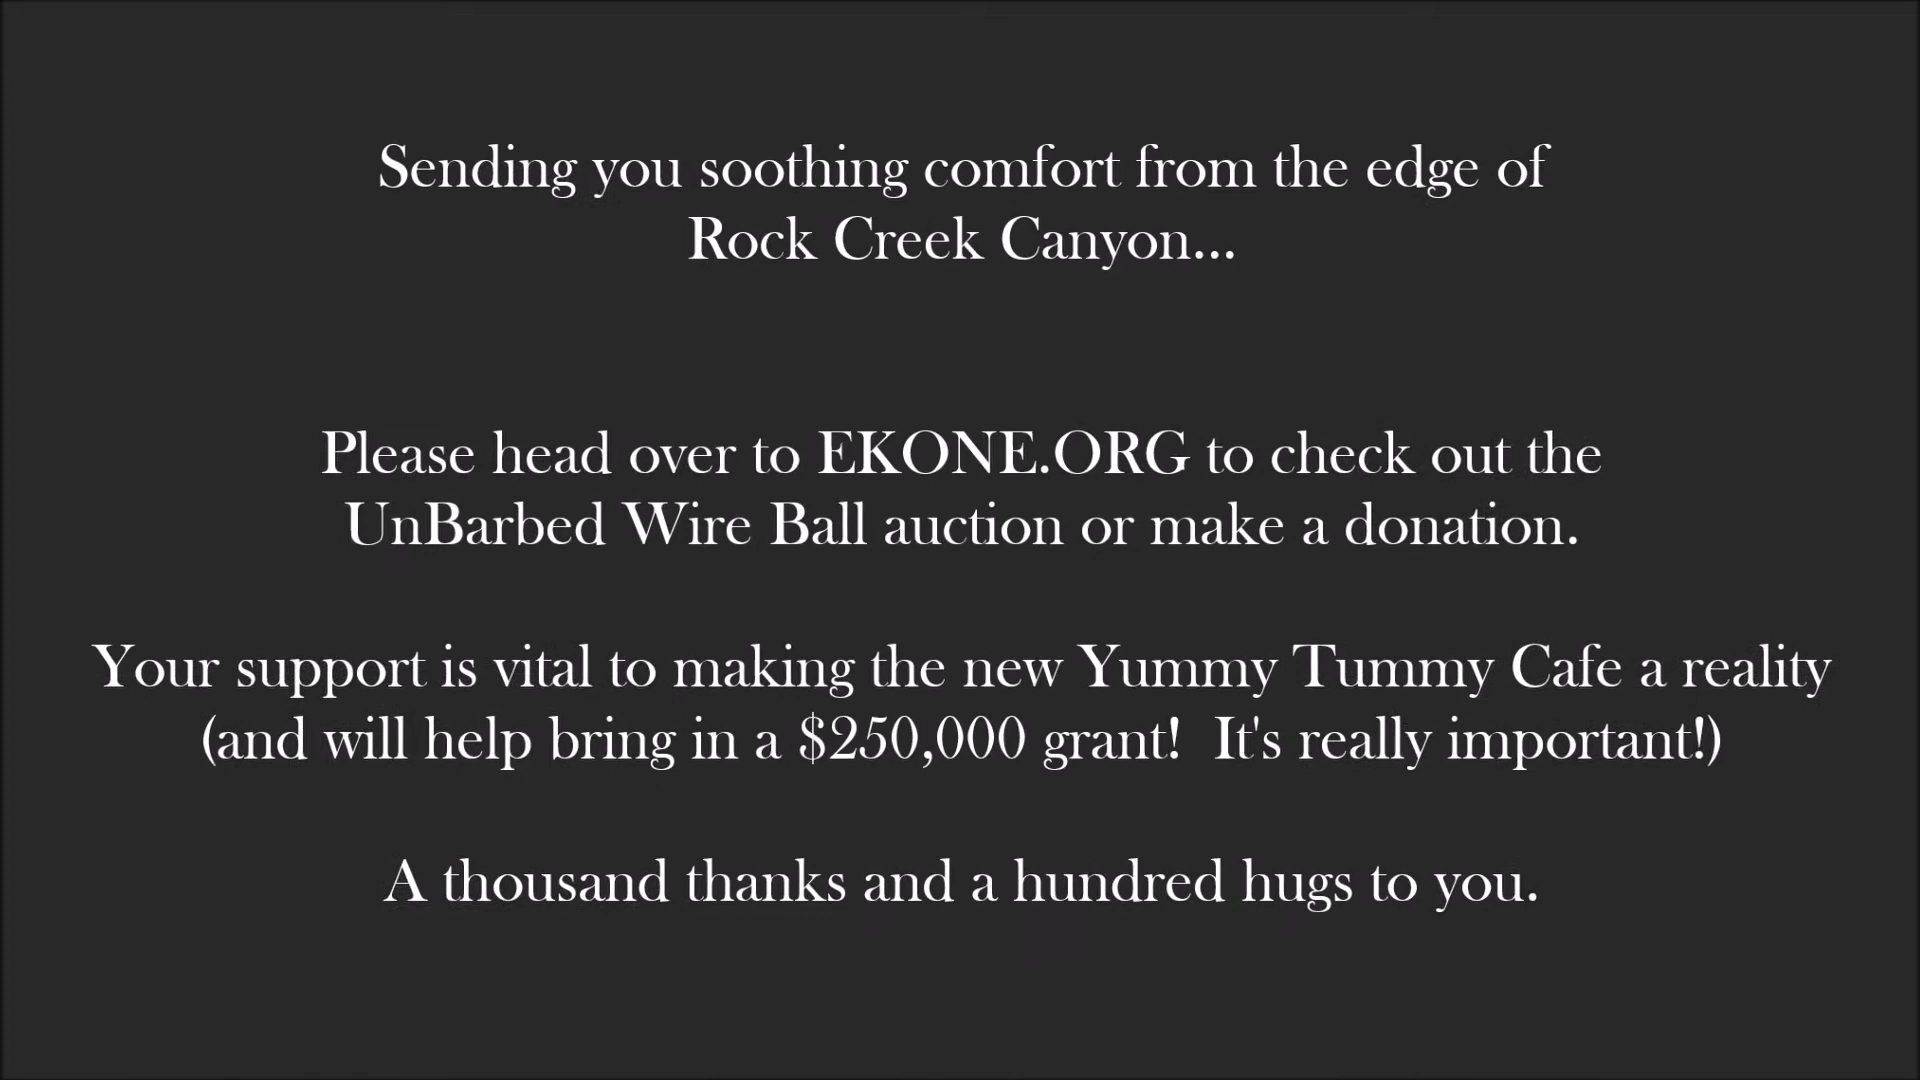 Sending you soothing comfort from the edge of
Rock Creek Canyon...
Please head over to EKONE.ORG to check out the
UnBarbed Wire Ball auction or make a donation.
Your support is vital to making the new Yummy Tummy Cafe a reality
(and will help bring in a $250,000 grant!  It's really important!)
A thousand thanks and a hundred hugs to you.